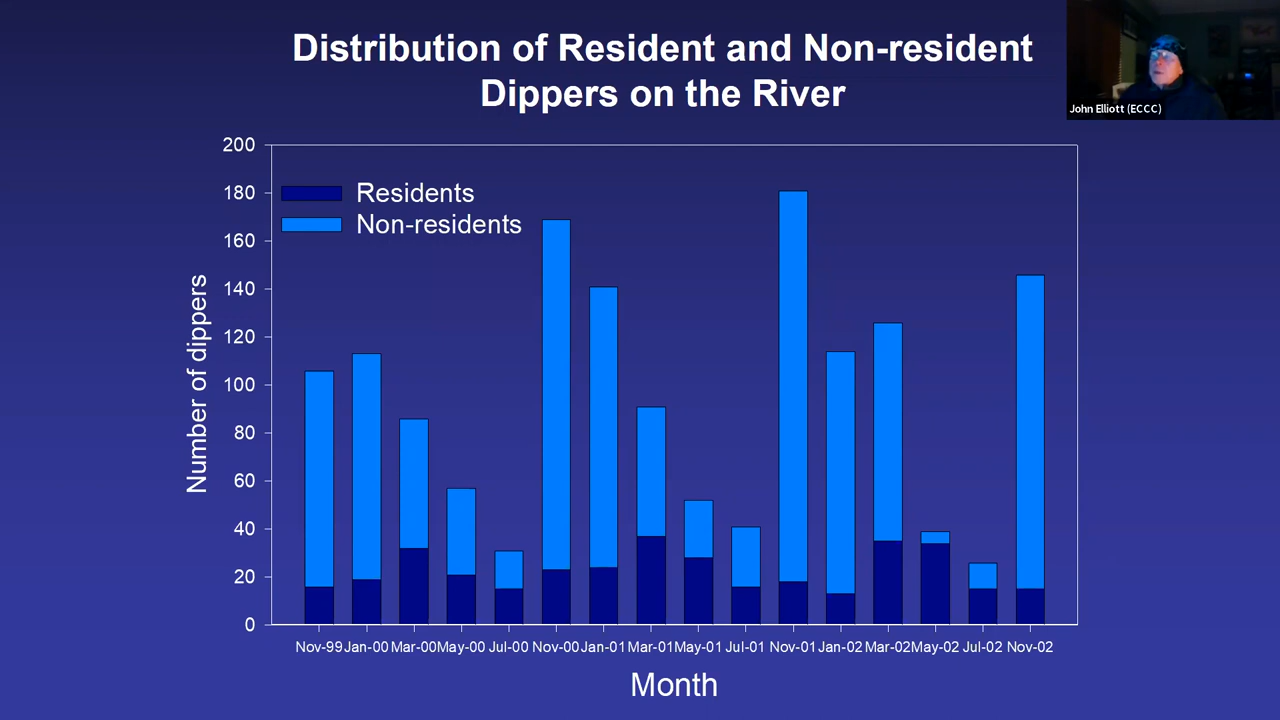 Distribution of Resident and Non-resident
Dippers on the River
John Elliott (ECCC)
200
180
160
140
120
100
80
60
40
20
0
Number of dippers
Residents
Non-residents
Nov-99 Jan-00 Mar-00 May-00 Jul-00 Nov-00 Jan-01 Mar-01 May-01 Jul-01 Nov-01 Jan-02 Mar-02 May-02 Jul-02 Nov-02
Month